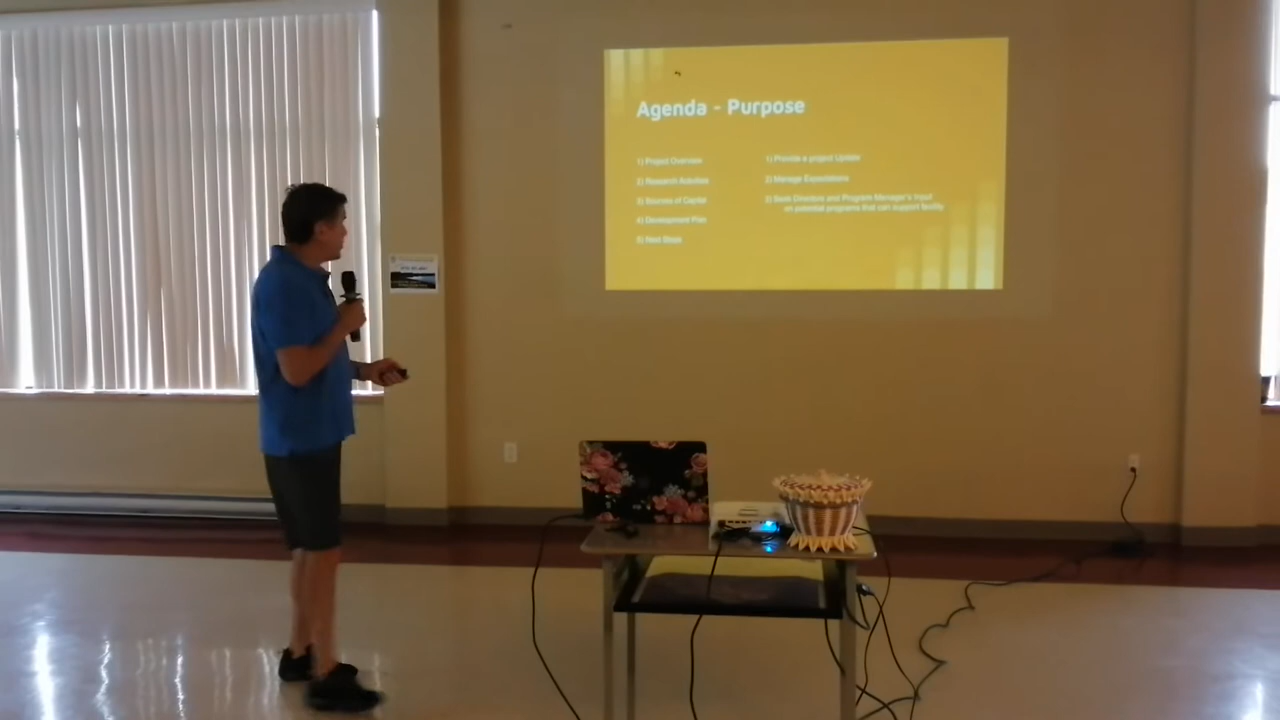 Agenda - Purpose
1) Project Overview
2) Research Activities
3) Sources of Capital
4) Development Plan
5) Next Steps
1) Provide a project Update
2) Manage Expectations
3) Seek Directors and Program Manager's input
on potential programs that can support facility